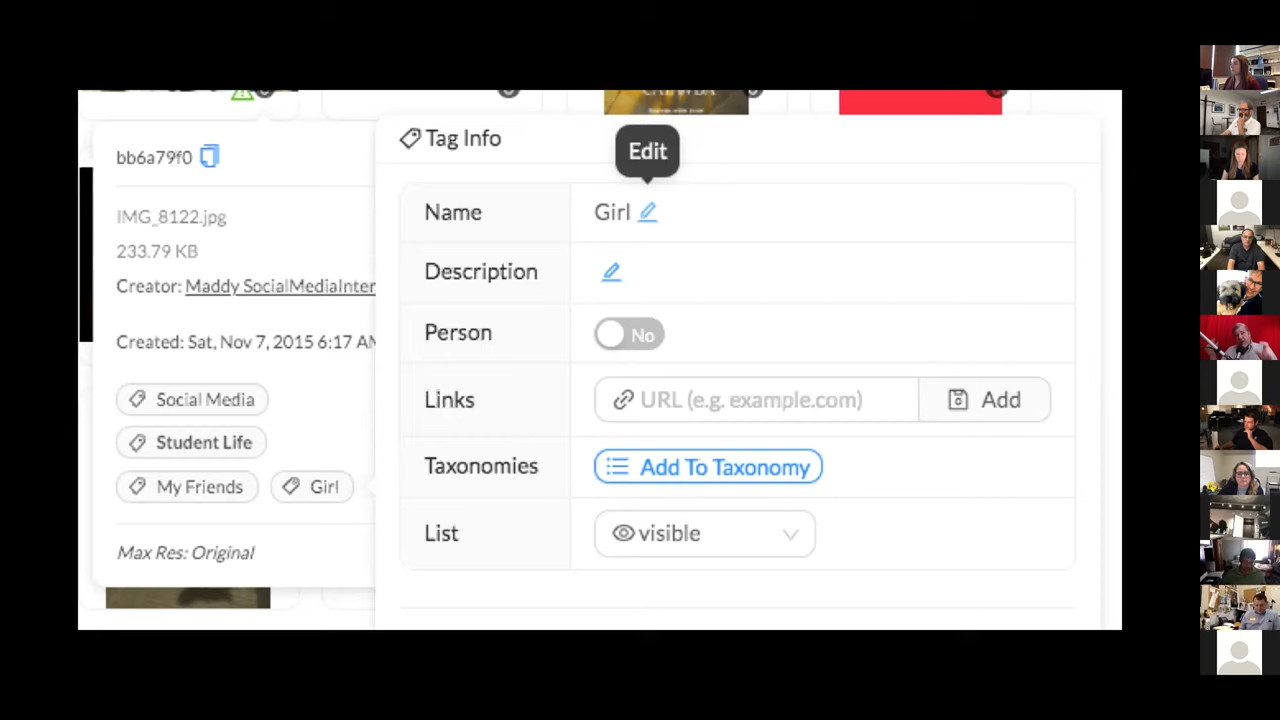 bb6a79f0
IMG_8122.jpg
233.79 KB
Creator: Maddy SocialMediaInter
Created: Sat, Nov 7, 2015 6:17 AM
Social Media
Student Life
My Friends
Girl
Max Res: Original
Tag Info
Edit
Name
Girl
Description
Person
No
Links
URL (e.g. example.com)
Add
Taxonomies
Add To Taxonomy
List
visible